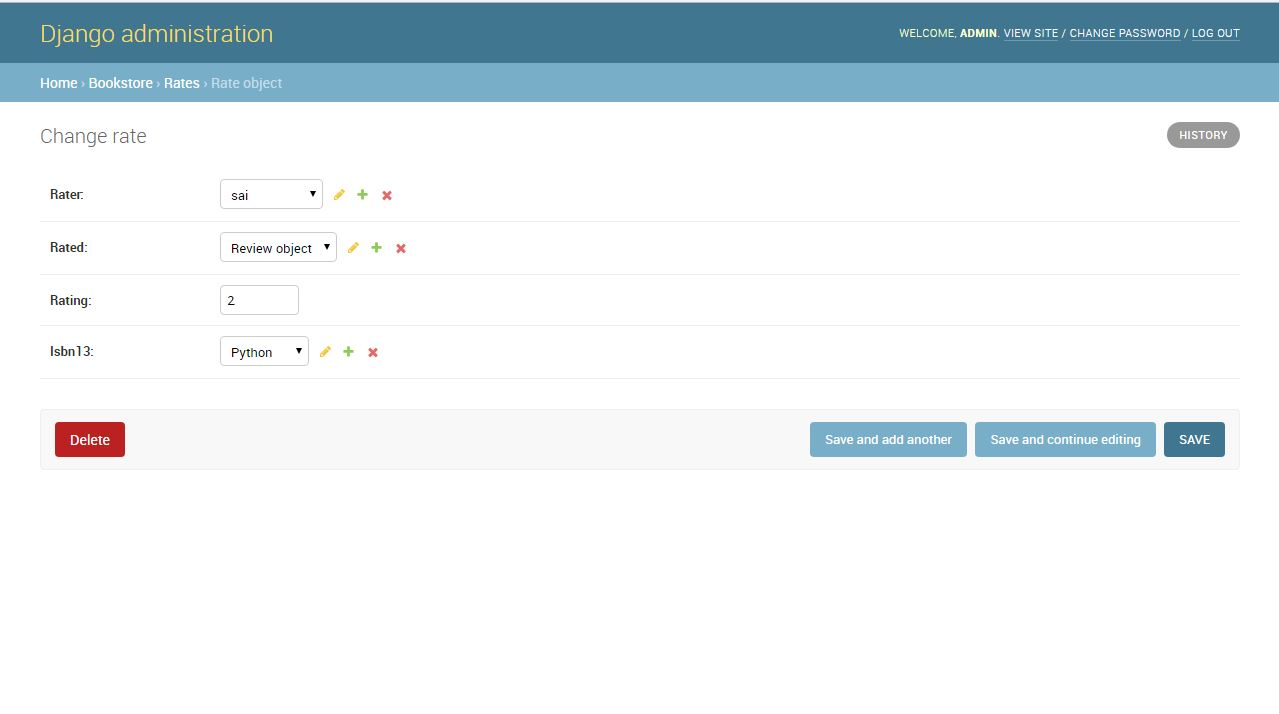 Django administration
WELCOME, ADMIN. VIEW SITE / CHANGE PASSWORD / LOG OUT
Home › Bookstore › Rates › Rate object
Change rate
HISTORY
Rater: sai
Rated: Review object
Rating: 2
Isbn13: Python
Delete Save and add another Save and continue editing SAVE